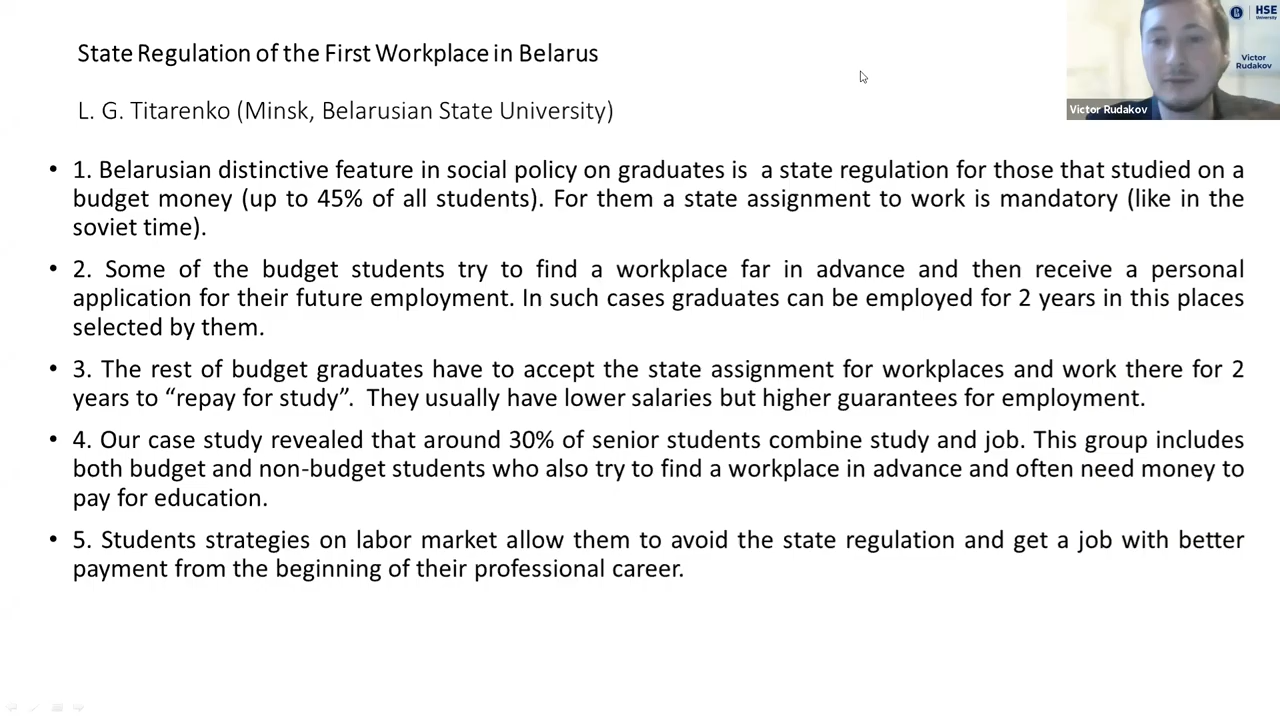 State Regulation of the First Workplace in Belarus
L. G. Titarenko (Minsk, Belarusian State University)
• 1. Belarusian distinctive feature in social policy on graduates is a state regulation for those that studied on a
budget money (up to 45% of all students). For them a state assignment to work is mandatory (like in the
soviet time).
• 2. Some of the budget students try to find a workplace far in advance and then receive a personal
application for their future employment. In such cases graduates can be employed for 2 years in this places
selected by them.
• 3. The rest of budget graduates have to accept the state assignment for workplaces and work there for 2
years to “repay for study”. They usually have lower salaries but higher guarantees for employment.
• 4. Our case study revealed that around 30% of senior students combine study and job. This group includes
both budget and non-budget students who also try to find a workplace in advance and often need money to
pay for education.
• 5. Students strategies on labor market allow them to avoid the state regulation and get a job with better
payment from the beginning of their professional career.
HSE
University
Victor
Rudakov
Victor Rudakov